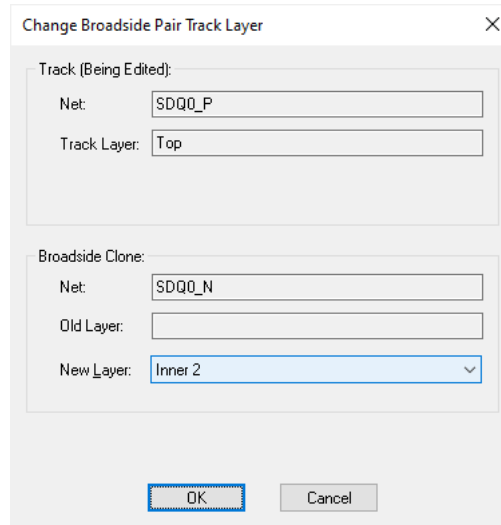 Change Broadside Pair Track Layer
Track (Being Edited):
Net: SDQ0_P
Track Layer: Top
Broadside Clone:
Net: SDQ0_N
Old Layer:
New Layer: Inner 2
OK Cancel